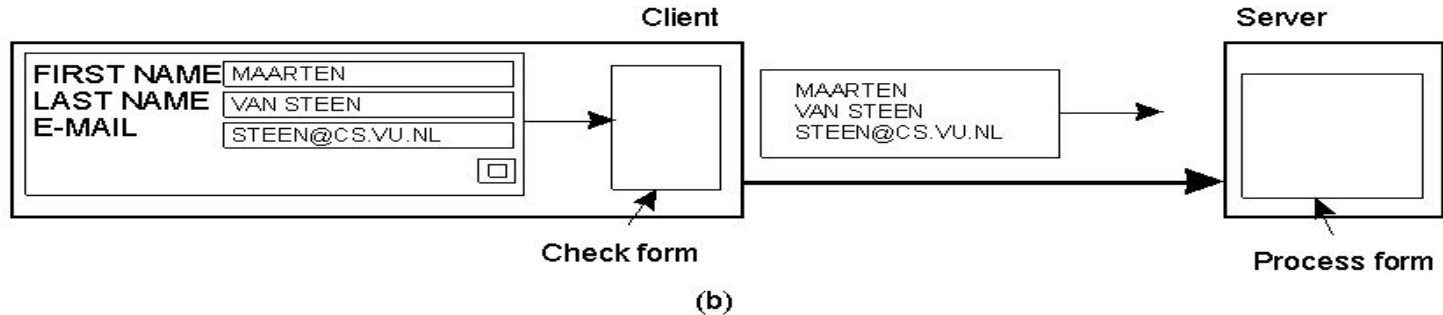 Client
Server
FIRST NAME MAARTEN
LAST NAME VAN STEEN
E-MAIL STEEN@CS.VU.NL
MAARTEN
VAN STEEN
STEEN@CS.VU.NL
Check form
Process form
(b)